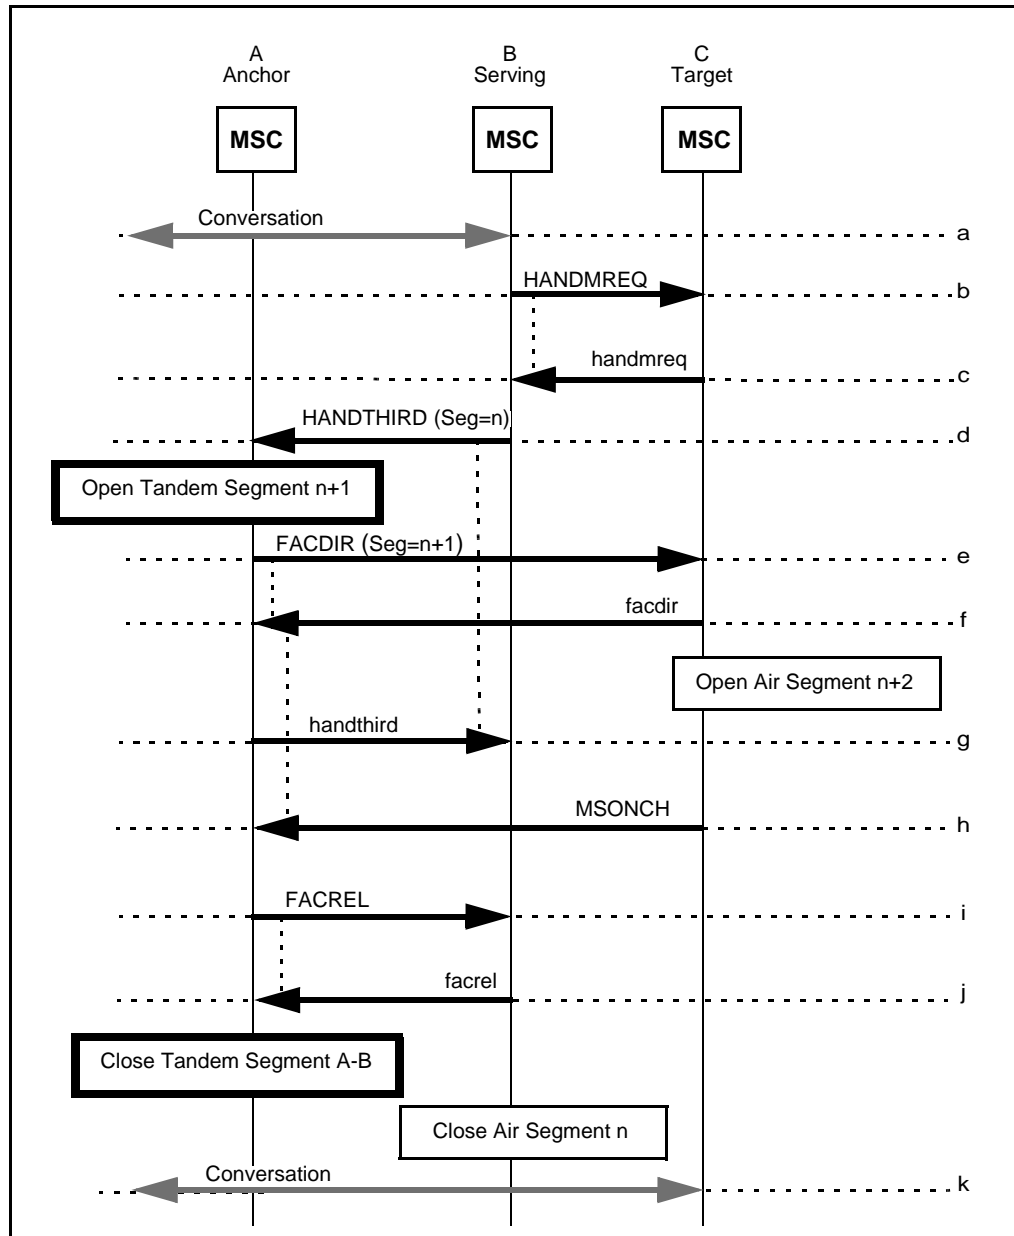 A
Anchor
B
Serving
C
Target
MSC
MSC
MSC
Conversation
a
HANDMREQ
b
handmreq
c
HANDTHIRD (Seg=n)
d
Open Tandem Segment n+1
FACDIR (Seg=n+1)
e
facdir
f
Open Air Segment n+2
handthird
g
MSONCH
h
FACREL
i
facrel
j
Close Tandem Segment A-B
Close Air Segment n
Conversation
k